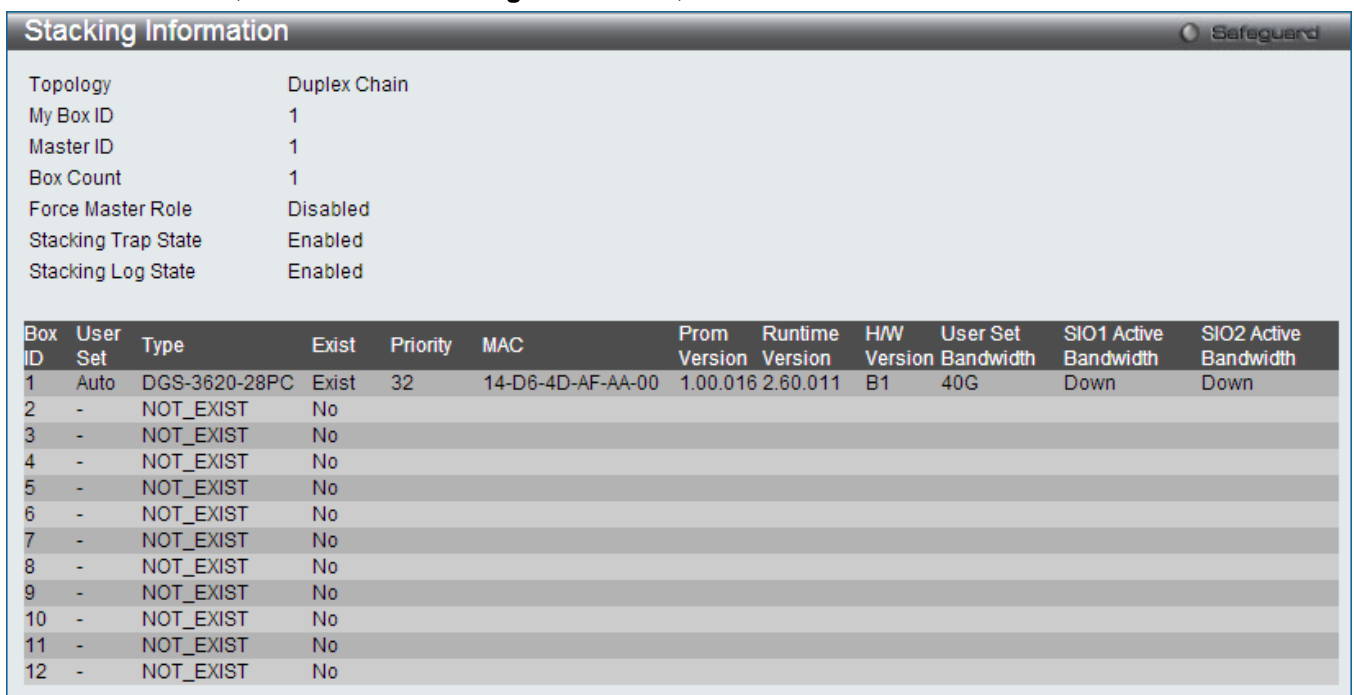 Stacking Information
Safeguard
Topology Duplex Chain
My Box ID 1
Master ID 1
Box Count 1
Force Master Role Disabled
Stacking Trap State Enabled
Stacking Log State Enabled
Box ID User Set Type Exist Priority MAC Prom Version Runtime Version H/W Version User Set Bandwidth SIO1 Active Bandwidth SIO2 Active Bandwidth
1 Auto DGS-3620-28PC Exist 32 14-D6-4D-AF-AA-00 1.00.016 2.60.011 B1 40G Down Down
2 - NOT_EXIST No
3 - NOT_EXIST No
4 - NOT_EXIST No
5 - NOT_EXIST No
6 - NOT_EXIST No
7 - NOT_EXIST No
8 - NOT_EXIST No
9 - NOT_EXIST No
10 - NOT_EXIST No
11 - NOT_EXIST No
12 - NOT_EXIST No